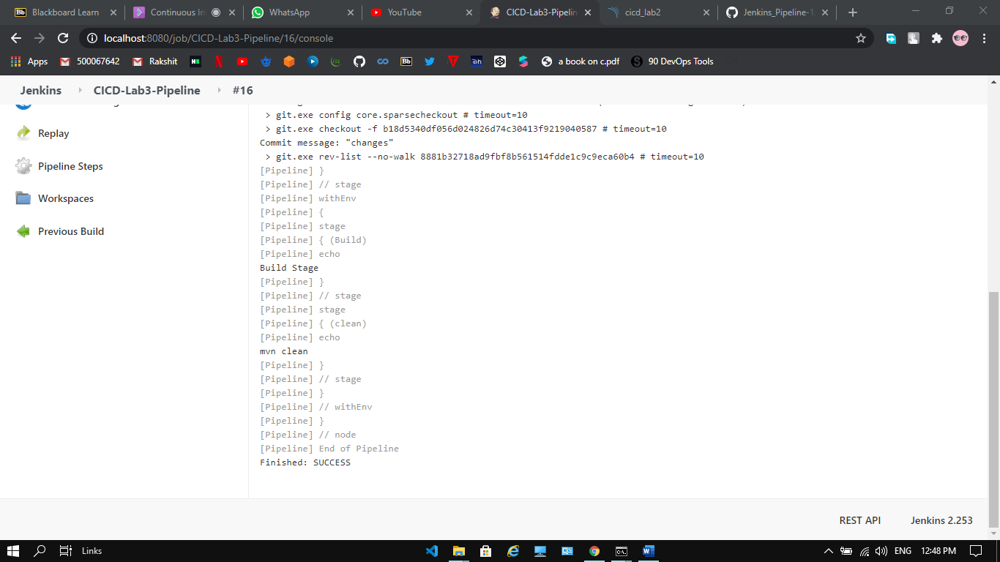 Blackboard Learn
Continuous In
WhatsApp
YouTube
CICD-Lab3-Pipelin
cicd_lab2
Jenkins_Pipeline-1
localhost:8080/job/CICD-Lab3-Pipeline/16/console
Apps
500067642
Rakshit
a book on c.pdf
90 DevOps Tools
Jenkins
CICD-Lab3-Pipeline
#16
Replay
Pipeline Steps
Workspaces
Previous Build
> git.exe config core.sparsecheckout # timeout=10
> git.exe checkout -f b18d5340df056d024826d74c30413f9219040587 # timeout=10
Commit message: "changes"
> git.exe rev-list --no-walk 8881b32718ad9fbf8b561514fdde1c9c9eca60b4 # timeout=10
[Pipeline] }
[Pipeline] // stage
[Pipeline] withEnv
[Pipeline] {
[Pipeline] stage
[Pipeline] { (Build)
[Pipeline] echo
Build Stage
[Pipeline] }
[Pipeline] // stage
[Pipeline] stage
[Pipeline] { (clean)
[Pipeline] echo
mvn clean
[Pipeline] }
[Pipeline] // stage
[Pipeline] }
[Pipeline] // withEnv
[Pipeline] }
[Pipeline] // node
[Pipeline] End of Pipeline
Finished: SUCCESS
REST API
Jenkins 2.253
Links
ENG
12:48 PM